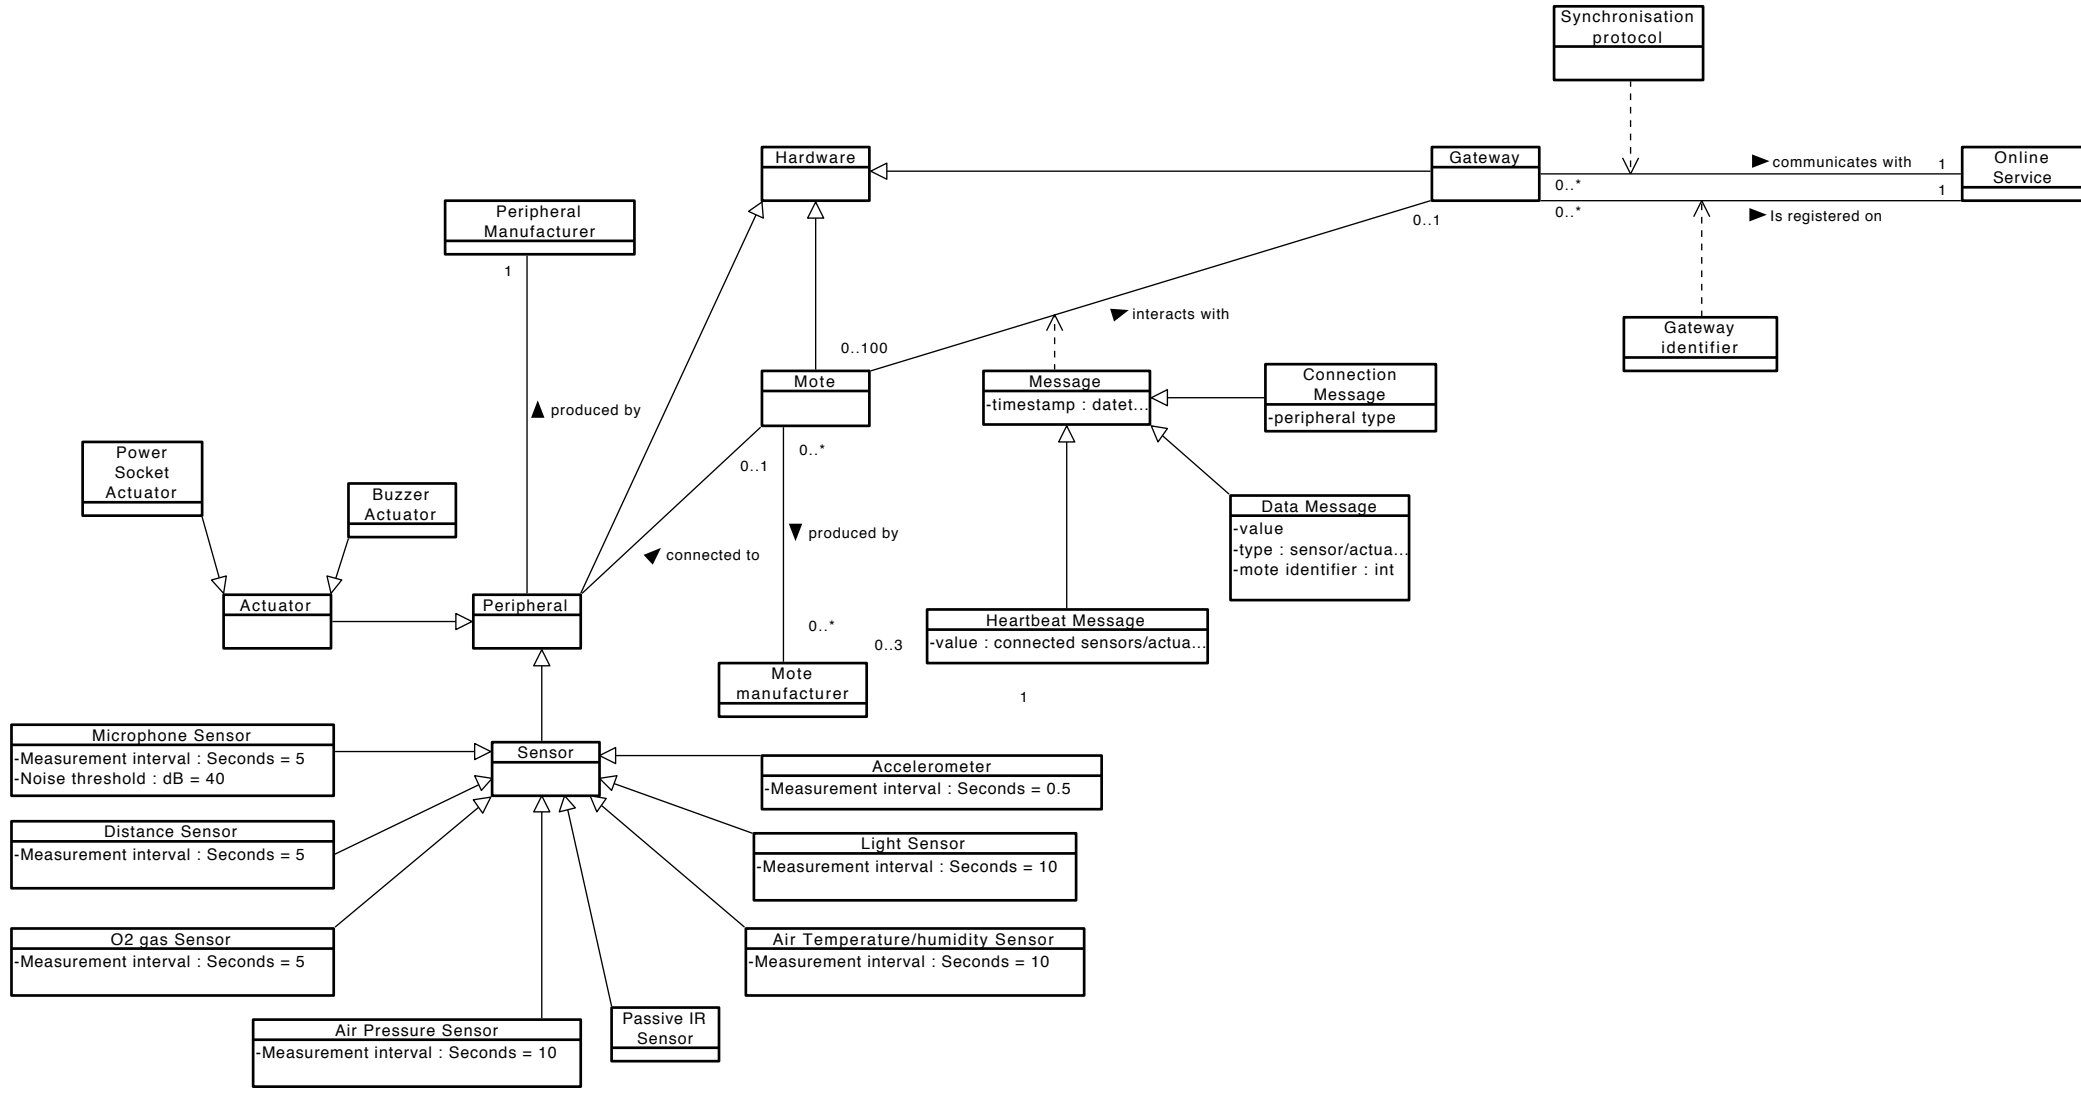 Synchronisation
protocol
Hardware
Gateway
communicates with
1
Online
Service
0..*
1
0..*
Is registered on
Peripheral
Manufacturer
1
0..1
Gateway
identifier
interacts with
0..100
Mote
Message
-timestamp : datet...
Connection
Message
-peripheral type
produced by
Power
Socket
Actuator
Buzzer
Actuator
0..1
0..*
Data Message
-value
-type : sensor/actua...
-mote identifier : int
produced by
connected to
Actuator
Peripheral
Heartbeat Message
-value : connected sensors/actua...
0..*
0..3
Mote
manufacturer
1
Microphone Sensor
-Measurement interval : Seconds = 5
-Noise threshold : dB = 40
Sensor
Accelerometer
-Measurement interval : Seconds = 0.5
Distance Sensor
-Measurement interval : Seconds = 5
Light Sensor
-Measurement interval : Seconds = 10
O2 gas Sensor
-Measurement interval : Seconds = 5
Air Temperature/humidity Sensor
-Measurement interval : Seconds = 10
Air Pressure Sensor
-Measurement interval : Seconds = 10
Passive IR
Sensor